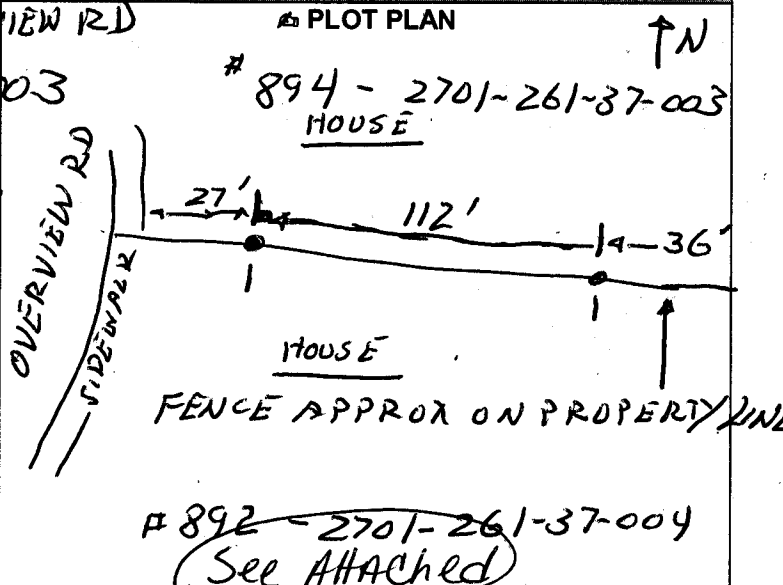 IEW RD
PLOT PLAN
N
003
# 894 - 2701-261-37-003
HOUSE
OVERVIEW RD
SIDEWALK
27' 112' 36'
1 1
HOUSE
FENCE APPROX ON PROPERTY LINE
# 892 - 2701-261-37-004
See Attached